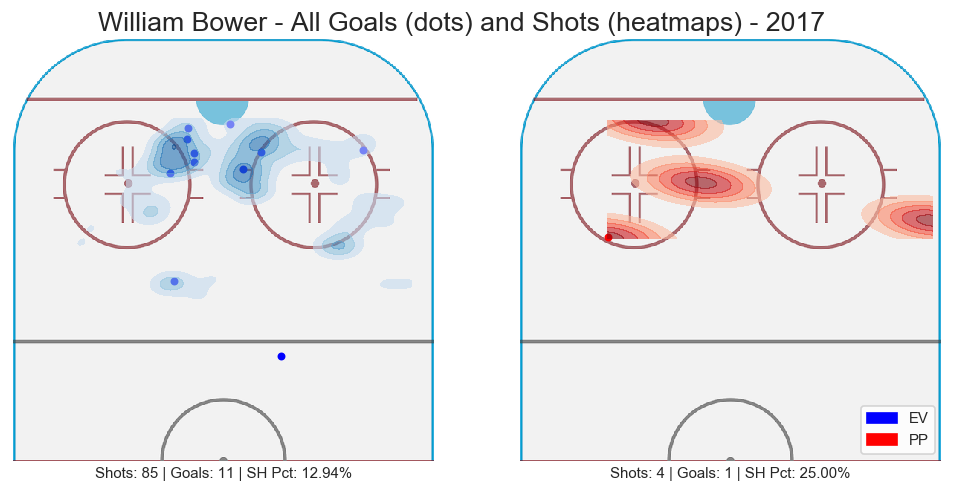 William Bower - All Goals (dots) and Shots (heatmaps) - 2017
EV
PP
Shots: 85 | Goals: 11 | SH Pct: 12.94%
Shots: 4 | Goals: 1 | SH Pct: 25.00%